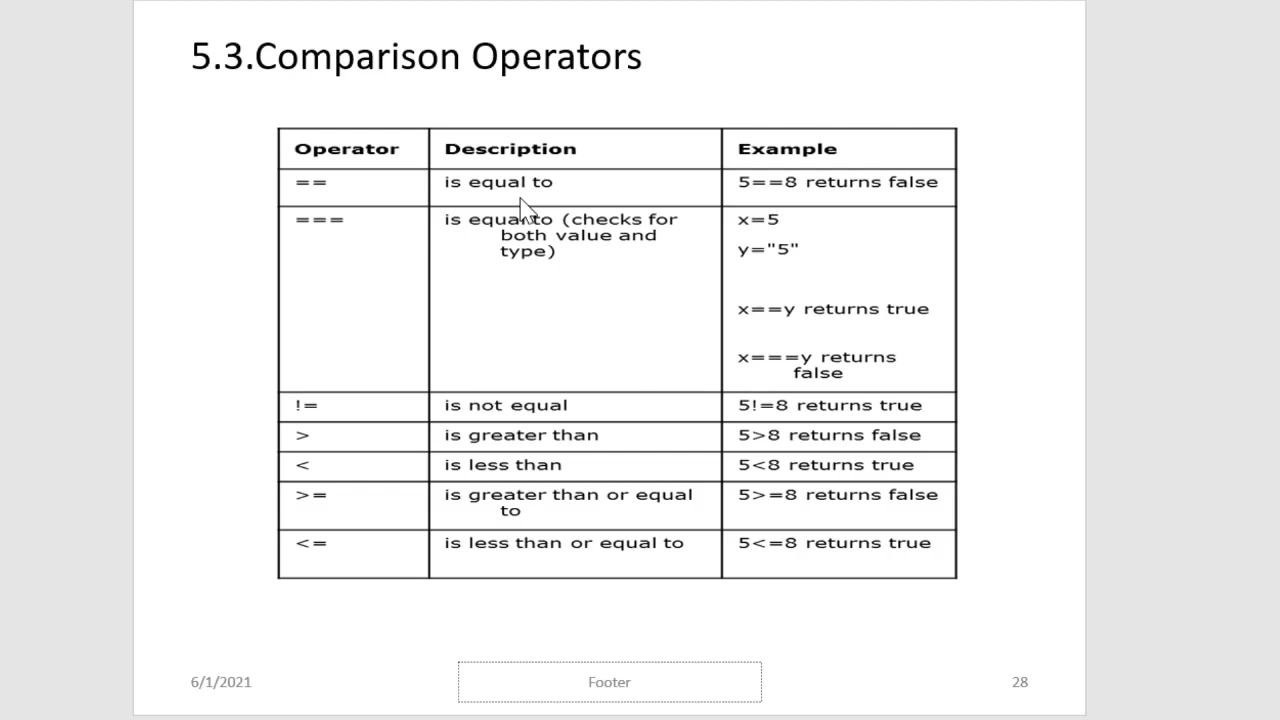 5.3.Comparison Operators
Operator Description Example
== is equal to 5==8 returns false
=== is equal to (checks for x=5
both value and
type)
y="5"
x==y returns true
x===y returns
false
!= is not equal 5!=8 returns true
> is greater than 5>8 returns false
< is less than 5<8 returns true
>= is greater than or equal 5>=8 returns false
to
<= is less than or equal to 5<=8 returns true
6/1/2021 Footer 28